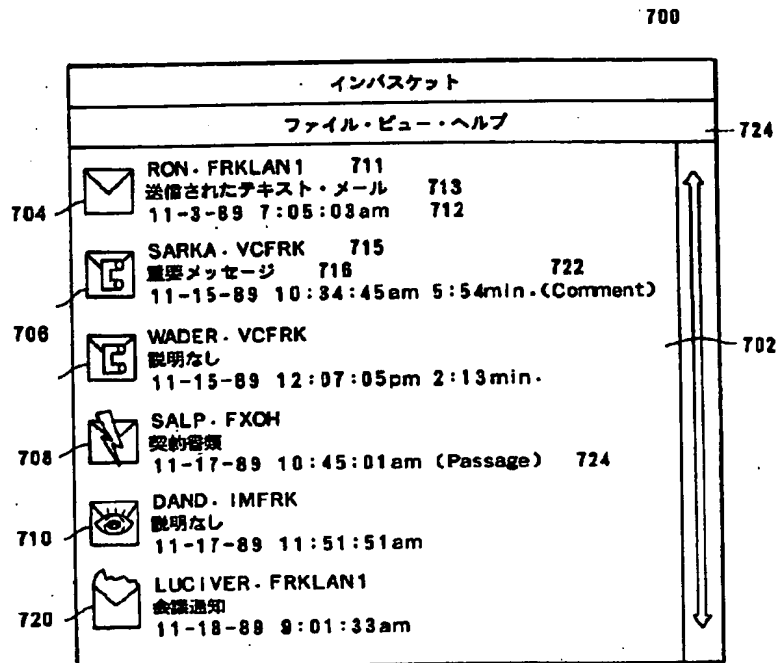 700
インバスケット
ファイル・ビュー・ヘルプ 724
RON. FRKLAN1 711
送信されたテキスト・メール 713
704 11-3-89 7:05:03am 712
SARKA. VCFRK 715
重要メッセージ 716 722
11-15-89 10:34:45am 5:54min.(Comment)
706 WADER. VCFRK 702
説明なし
11-15-89 12:07:05pm 2:13min.
SALP. FXOH
708 契約書類
11-17-89 10:45:01am (Passage) 724
DAND. IMFRK
710 説明なし
11-17-89 11:51:51am
LUCIVER. FRKLAN1
720 会議通知
11-18-89 9:01:33am